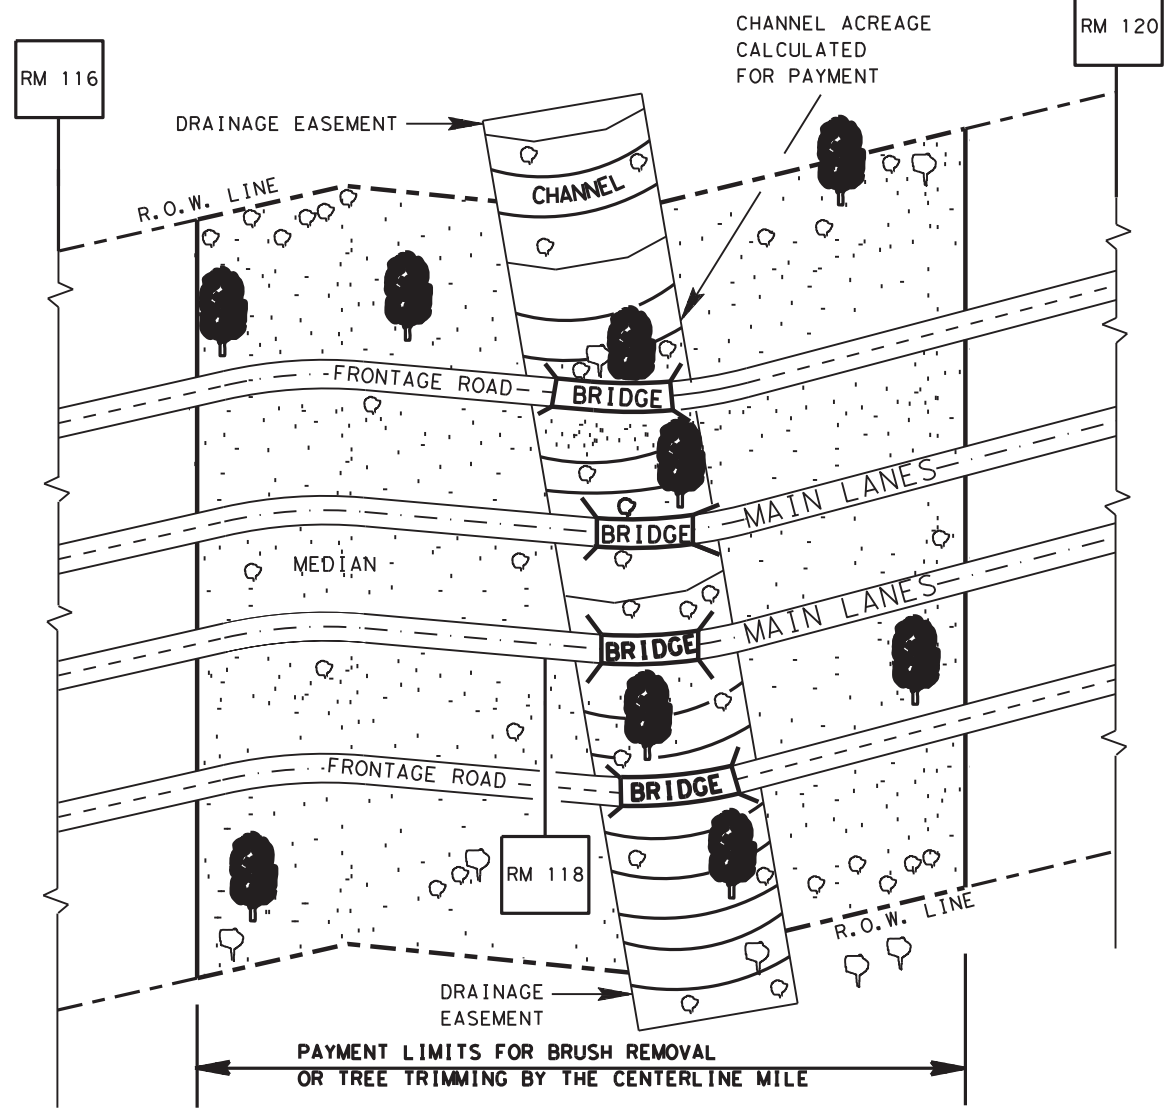 CHANNEL ACREAGE
CALCULATED
FOR PAYMENT
RM 120
RM 116
DRAINAGE EASEMENT
R.O.W. LINE
CHANNEL
FRONTAGE ROAD
BRIDGE
MAIN LANES
BRIDGE
MEDIAN
MAIN LANES
BRIDGE
FRONTAGE ROAD
BRIDGE
RM 118
R.O.W. LINE
DRAINAGE
EASEMENT
PAYMENT LIMITS FOR BRUSH REMOVAL
OR TREE TRIMMING BY THE CENTERLINE MILE